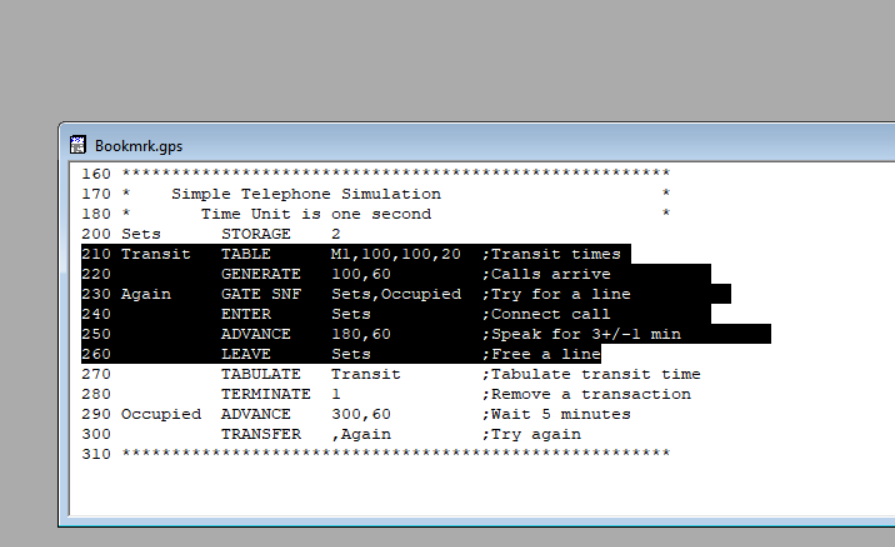 Bookmrk.gps
160 *******************************************************
170 *    Simple Telephone Simulation                      *
180 *       Time Unit is one second                       *
200 Sets      STORAGE    2
210 Transit   TABLE      M1,100,100,20  ;Transit times
220           GENERATE   100,60         ;Calls arrive
230 Again     GATE SNF   Sets,Occupied  ;Try for a line
240           ENTER      Sets           ;Connect call
250           ADVANCE    180,60         ;Speak for 3+/-1 min
260           LEAVE      Sets           ;Free a line
270           TABULATE   Transit        ;Tabulate transit time
280           TERMINATE  1              ;Remove a transaction
290 Occupied  ADVANCE    300,60         ;Wait 5 minutes
300           TRANSFER   ,Again         ;Try again
310 *******************************************************